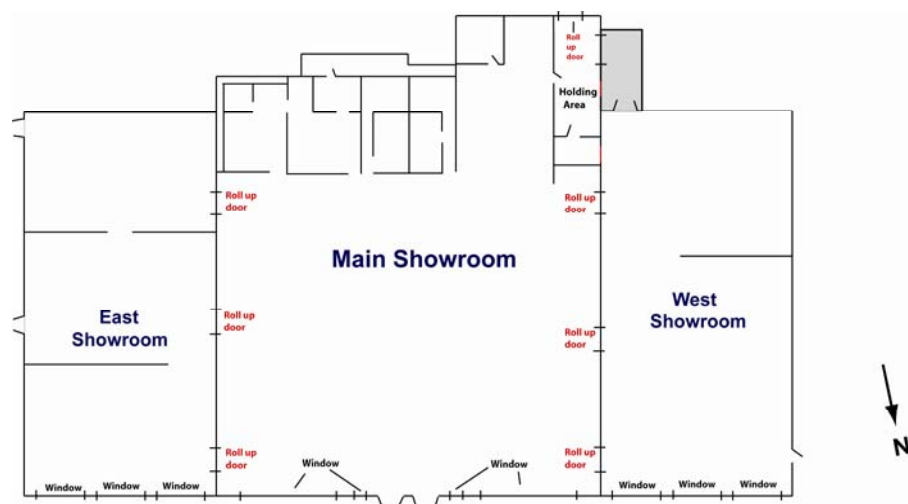 Roll
up
door
Holding
Area
Roll up
door
Roll up
door
Main Showroom
East
Showroom
Roll up
door
West
Showroom
Roll up
door
Roll up
door
Window
Window
Roll up
door
N
Window
Window
Window
Window
Window
Window